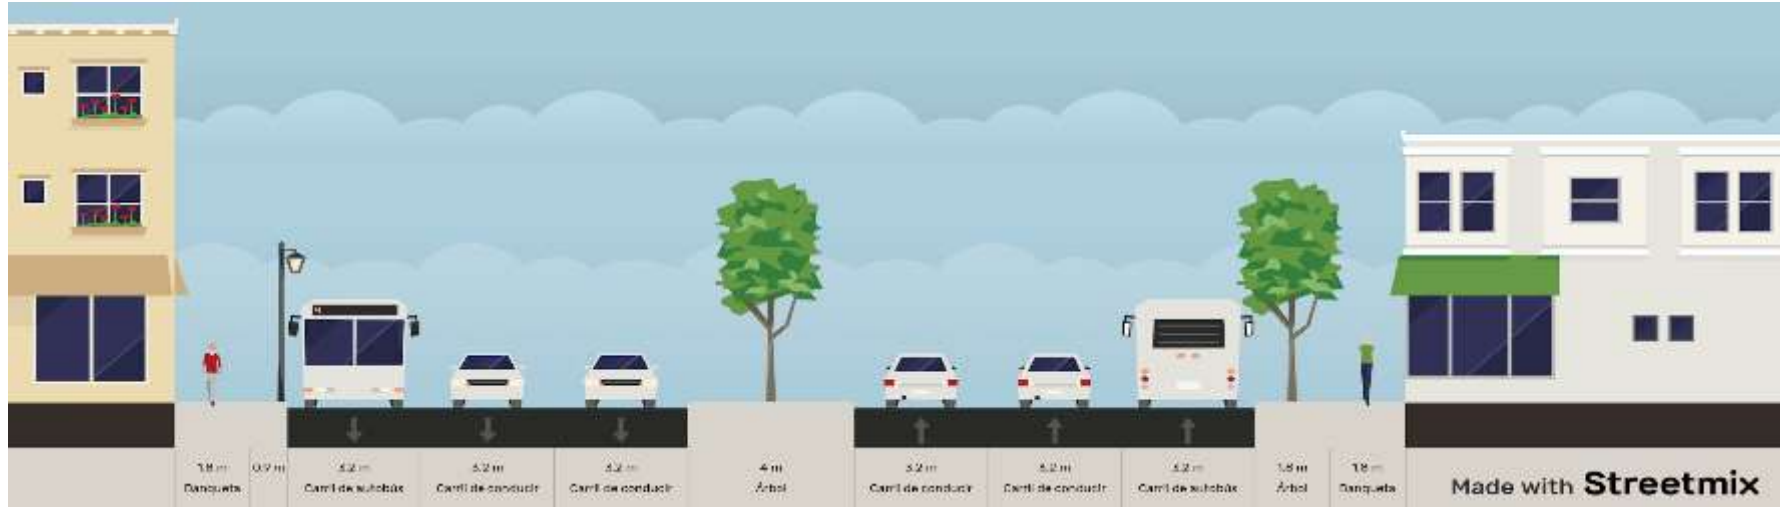 1.8 m
Banqueta
0.9 m
3.2 m
Carril de autobús
3.2 m
Carril de conducir
3.2 m
Carril de conducir
4 m
Árbol
3.2 m
Carril de conducir
3.2 m
Carril de conducir
3.2 m
Carril de autobús
1.8 m
Árbol
1.8 m
Banqueta
Made with Streetmix